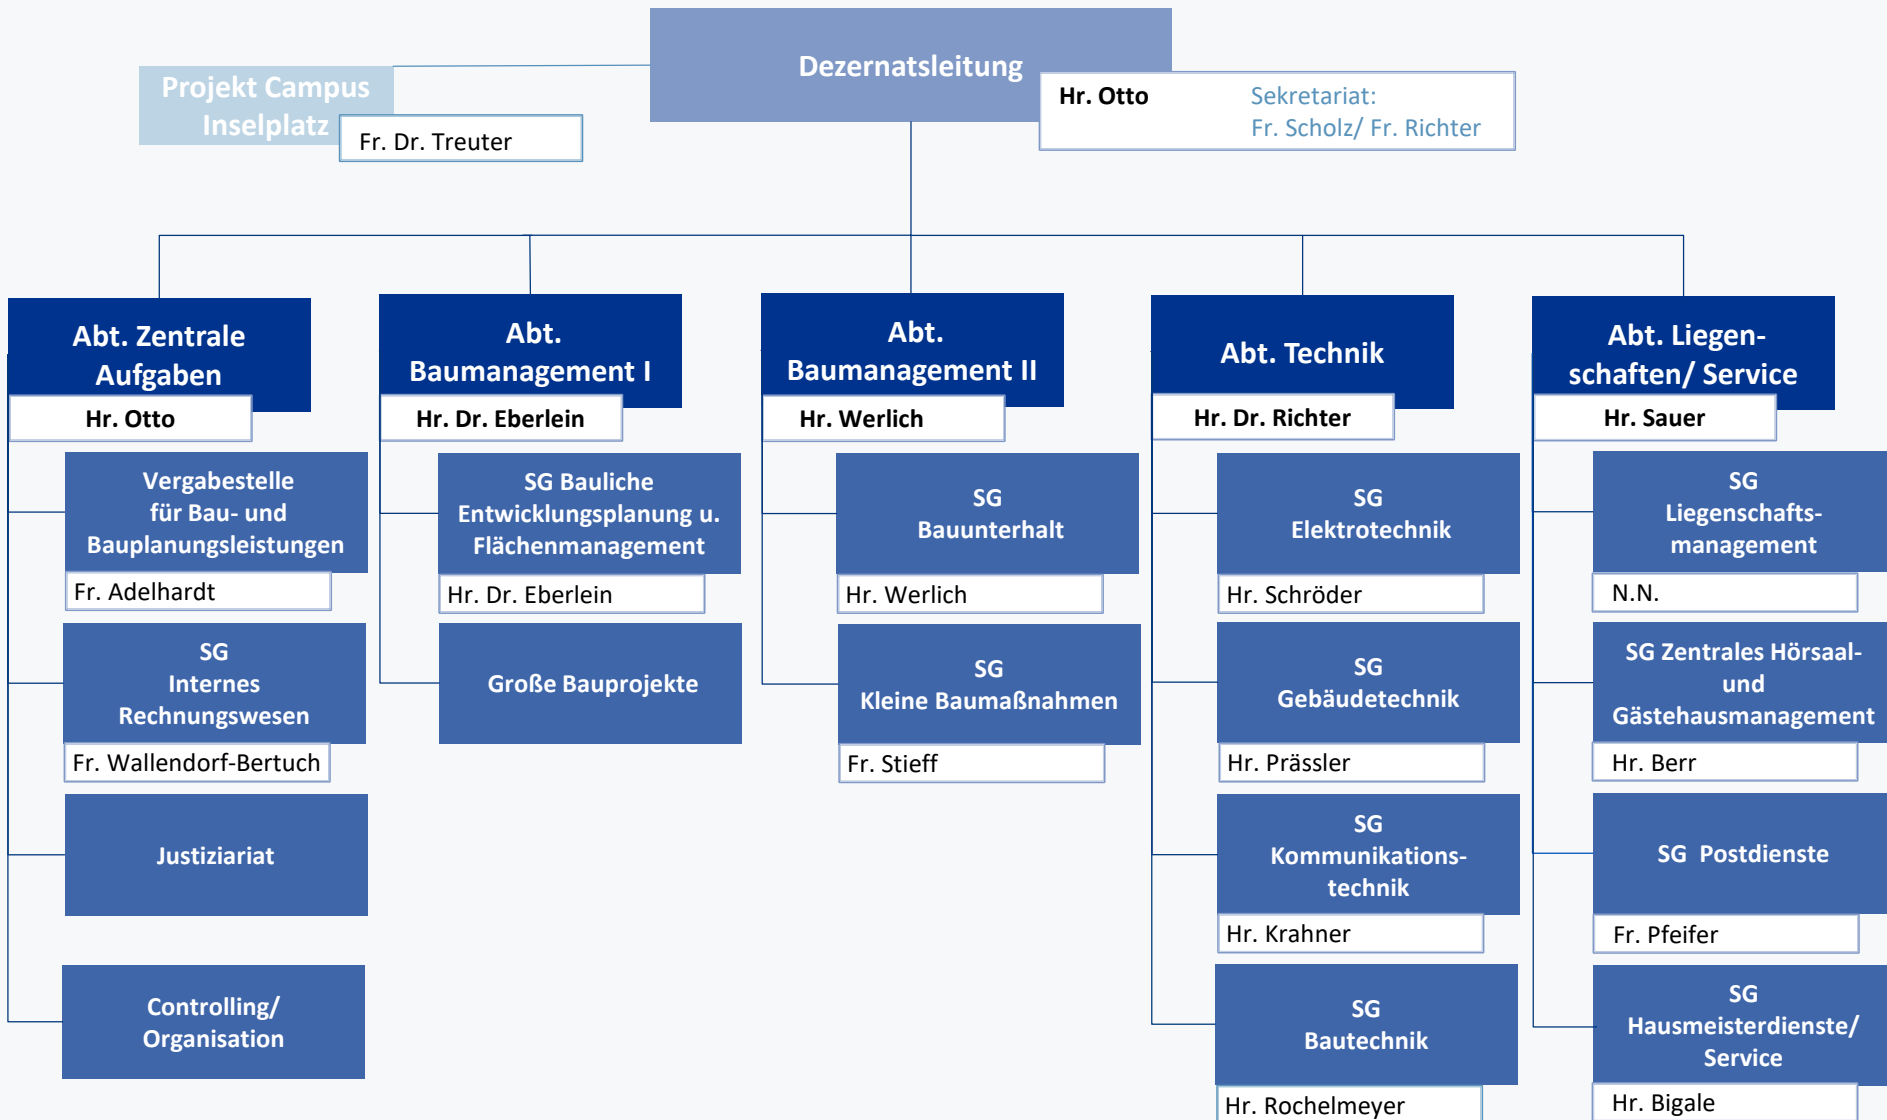 Dezernatsleitung
Hr. Otto
Sekretariat:
Fr. Scholz/ Fr. Richter
Projekt Campus
Inselplatz
Fr. Dr. Treuter
Abt. Zentrale
Aufgaben
Hr. Otto
Vergabestelle
für Bau- und
Bauplanungsleistungen
Fr. Adelhardt
SG
Internes
Rechnungswesen
Fr. Wallendorf-Bertuch
Justiziariat
Controlling/
Organisation
Abt.
Baumanagement I
Hr. Dr. Eberlein
SG Bauliche
Entwicklungsplanung u.
Flächenmanagement
Hr. Dr. Eberlein
Große Bauprojekte
Abt.
Baumanagement II
Hr. Werlich
SG
Bauunterhalt
Hr. Werlich
SG
Kleine Baumaßnahmen
Fr. Stieff
Abt. Technik
Hr. Dr. Richter
SG
Elektrotechnik
Hr. Schröder
SG
Gebäudetechnik
Hr. Prässler
SG
Kommunikations-
technik
Hr. Krahner
SG
Bautechnik
Hr. Rochelmeyer
Abt. Liegen-
schaften/ Service
Hr. Sauer
SG
Liegenschafts-
management
N.N.
SG Zentrales Hörsaal-
und
Gästehausmanagement
Hr. Berr
SG Postdienste
Fr. Pfeifer
SG
Hausmeisterdienste/
Service
Hr. Bigale